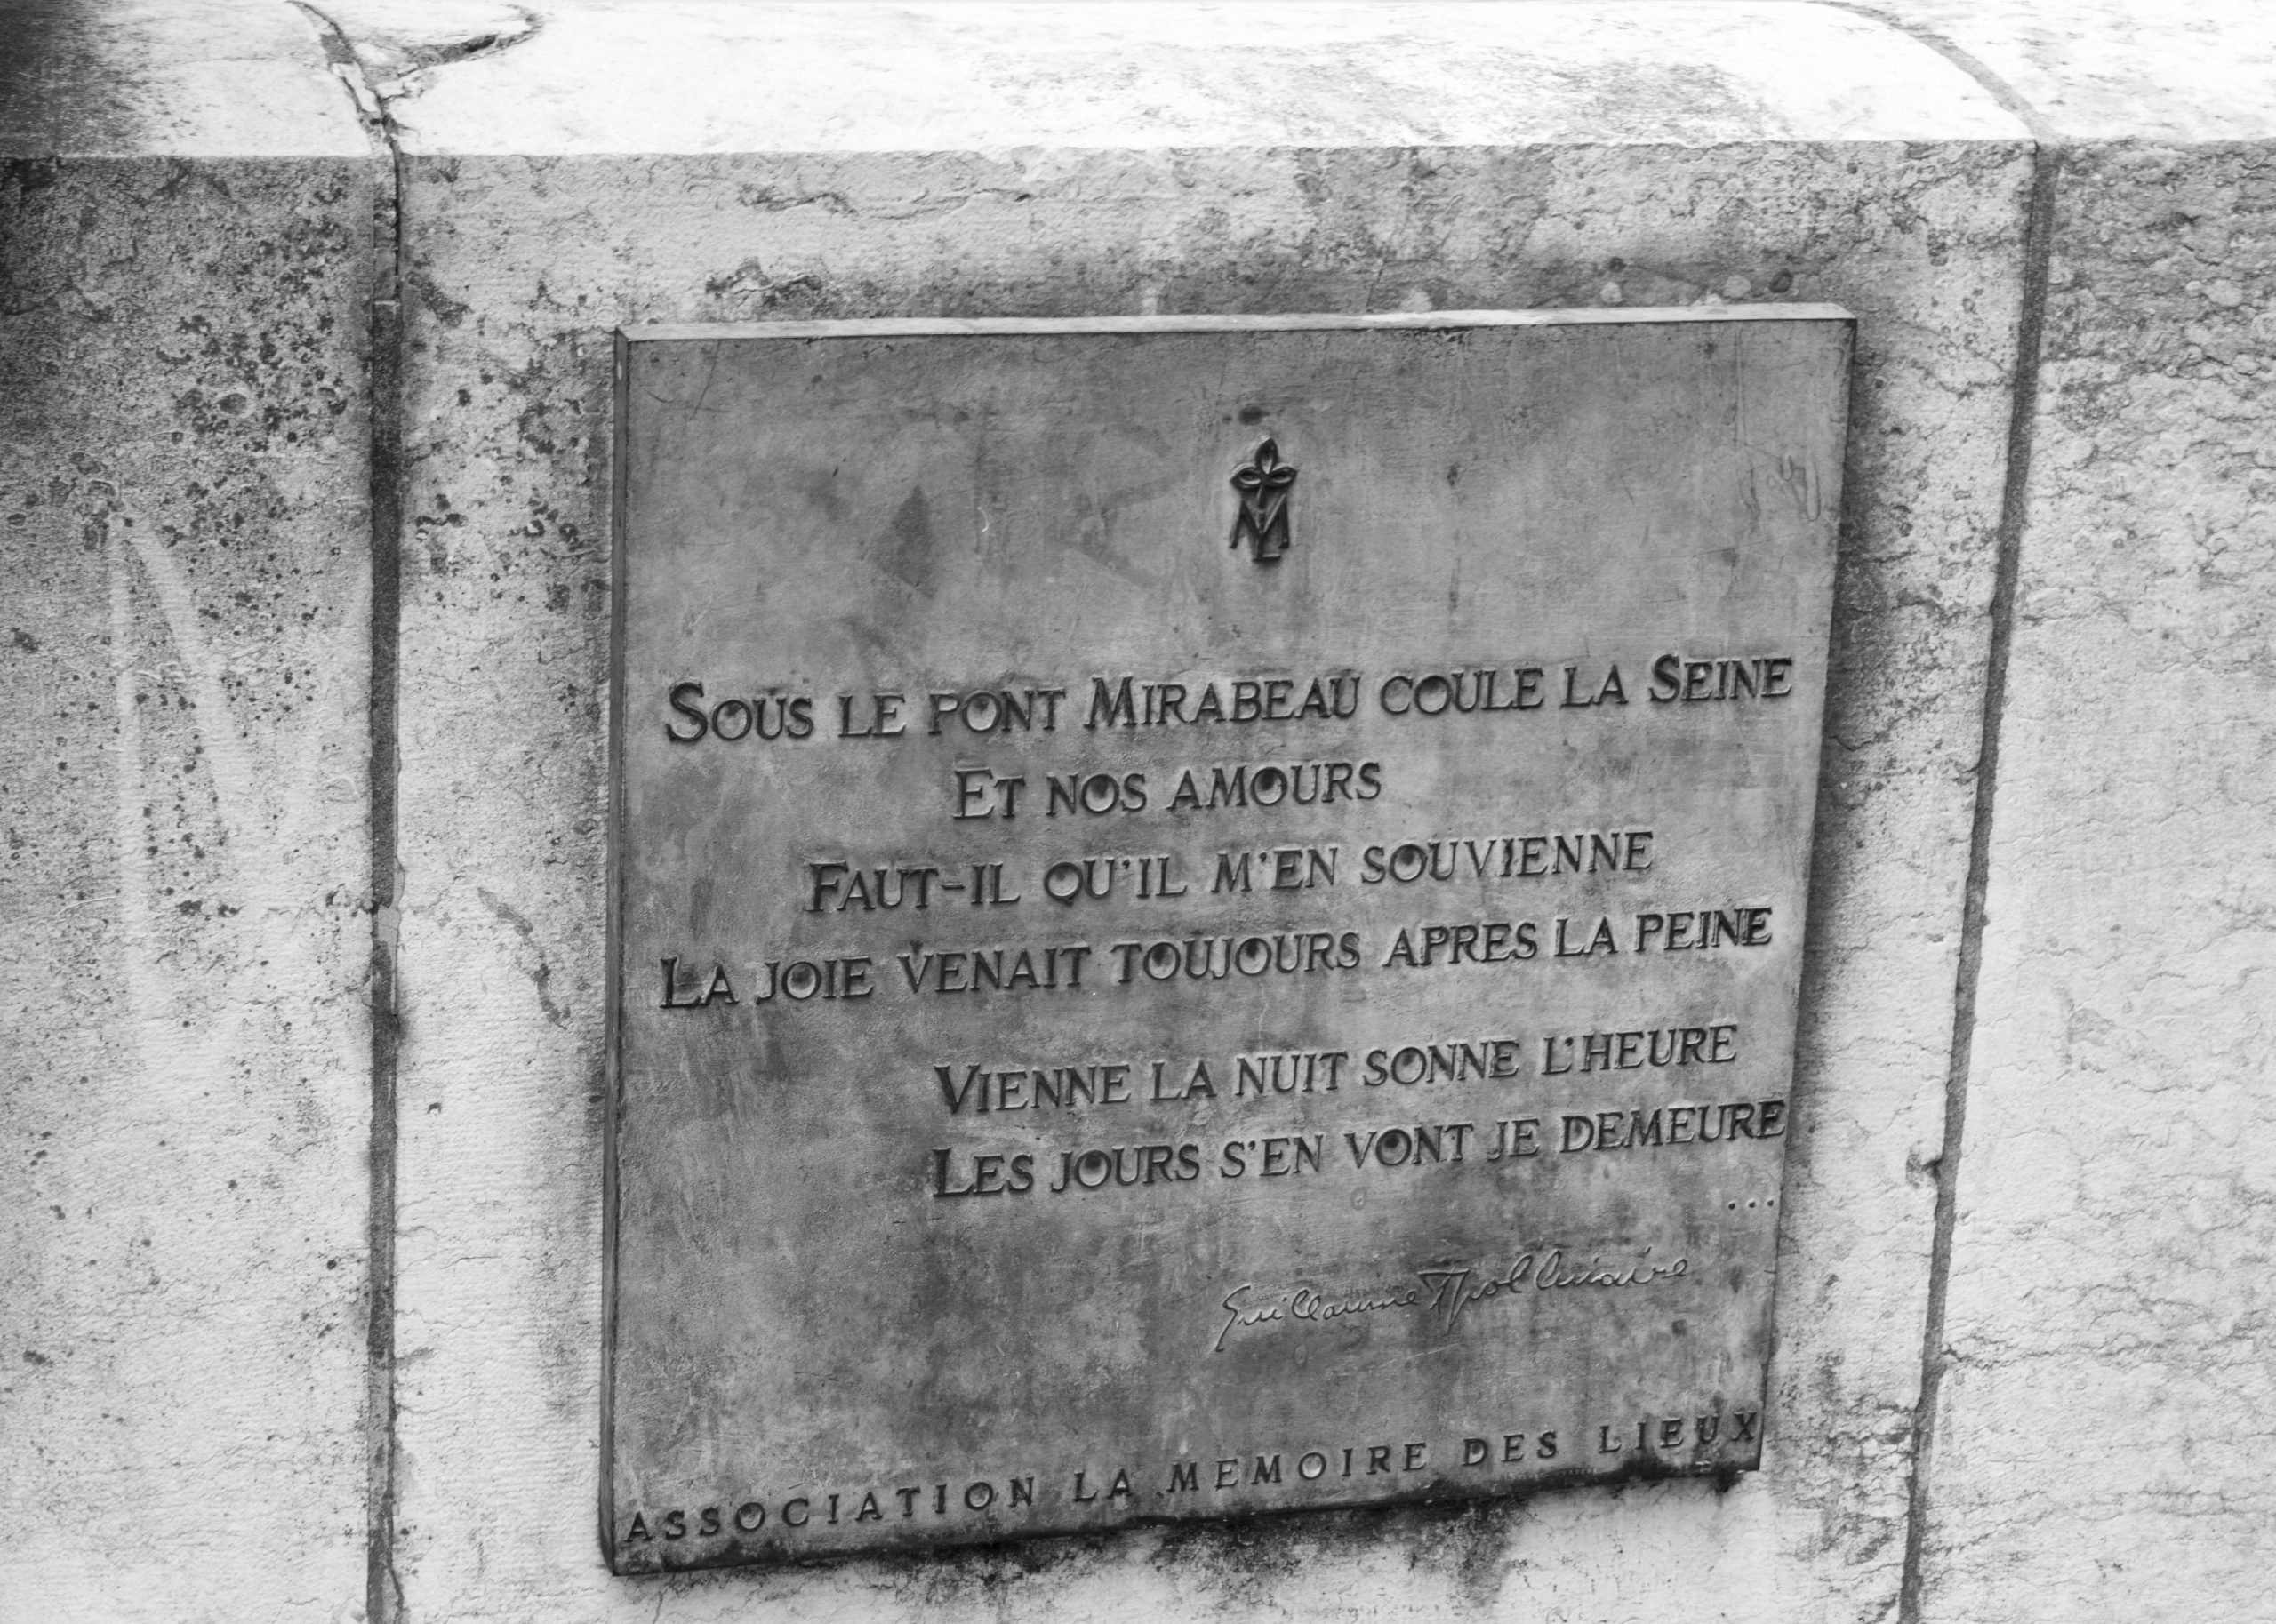 SOUS LE PONT MIRABEAU COULE LA SEINE
ET NOS AMOURS
FAUT-IL QU'IL M'EN SOUVIENNE
LA JOIE VENAIT TOUJOURS APRES LA PEINE
VIENNE LA NUIT SONNE L'HEURE
LES JOURS S'EN VONT JE DEMEURE
...
Guillaume Apollinaire
ASSOCIATION LA MEMOIRE DES LIEUX